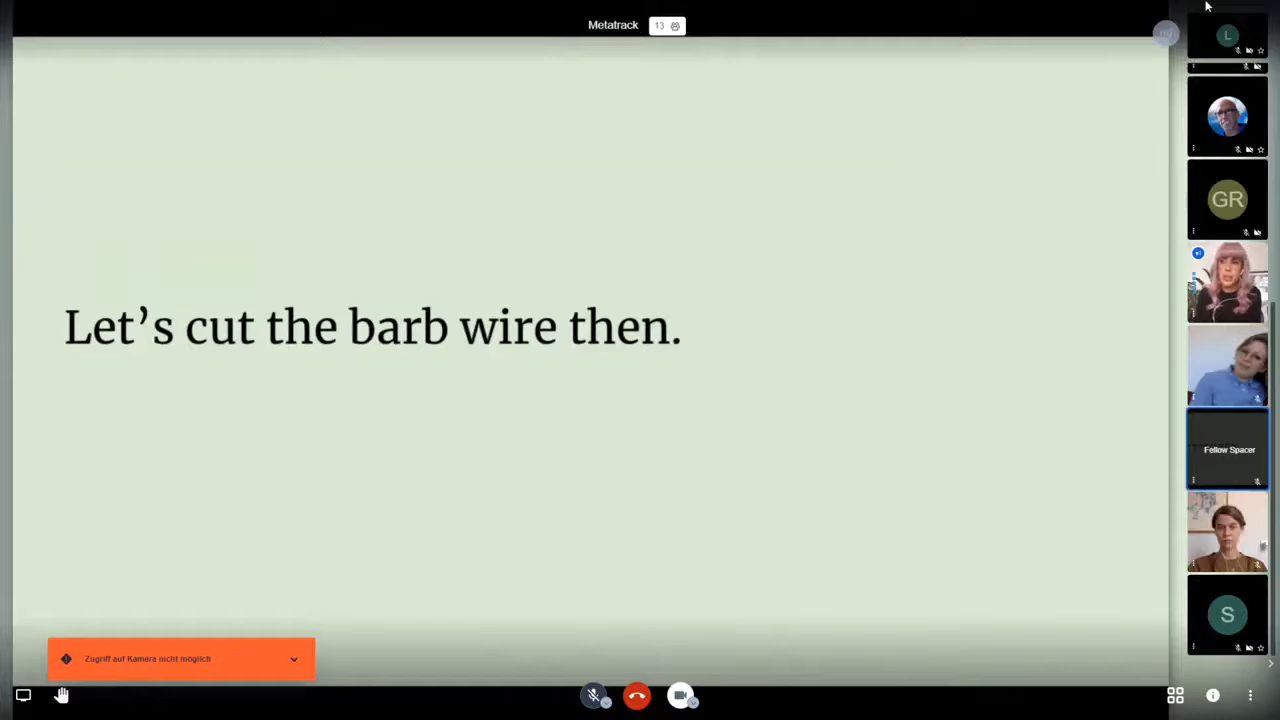 Metatrack 13
L
GR
Let’s cut the barb wire then.
Fellow Spacer
S
Zugriff auf Kamera nicht möglich